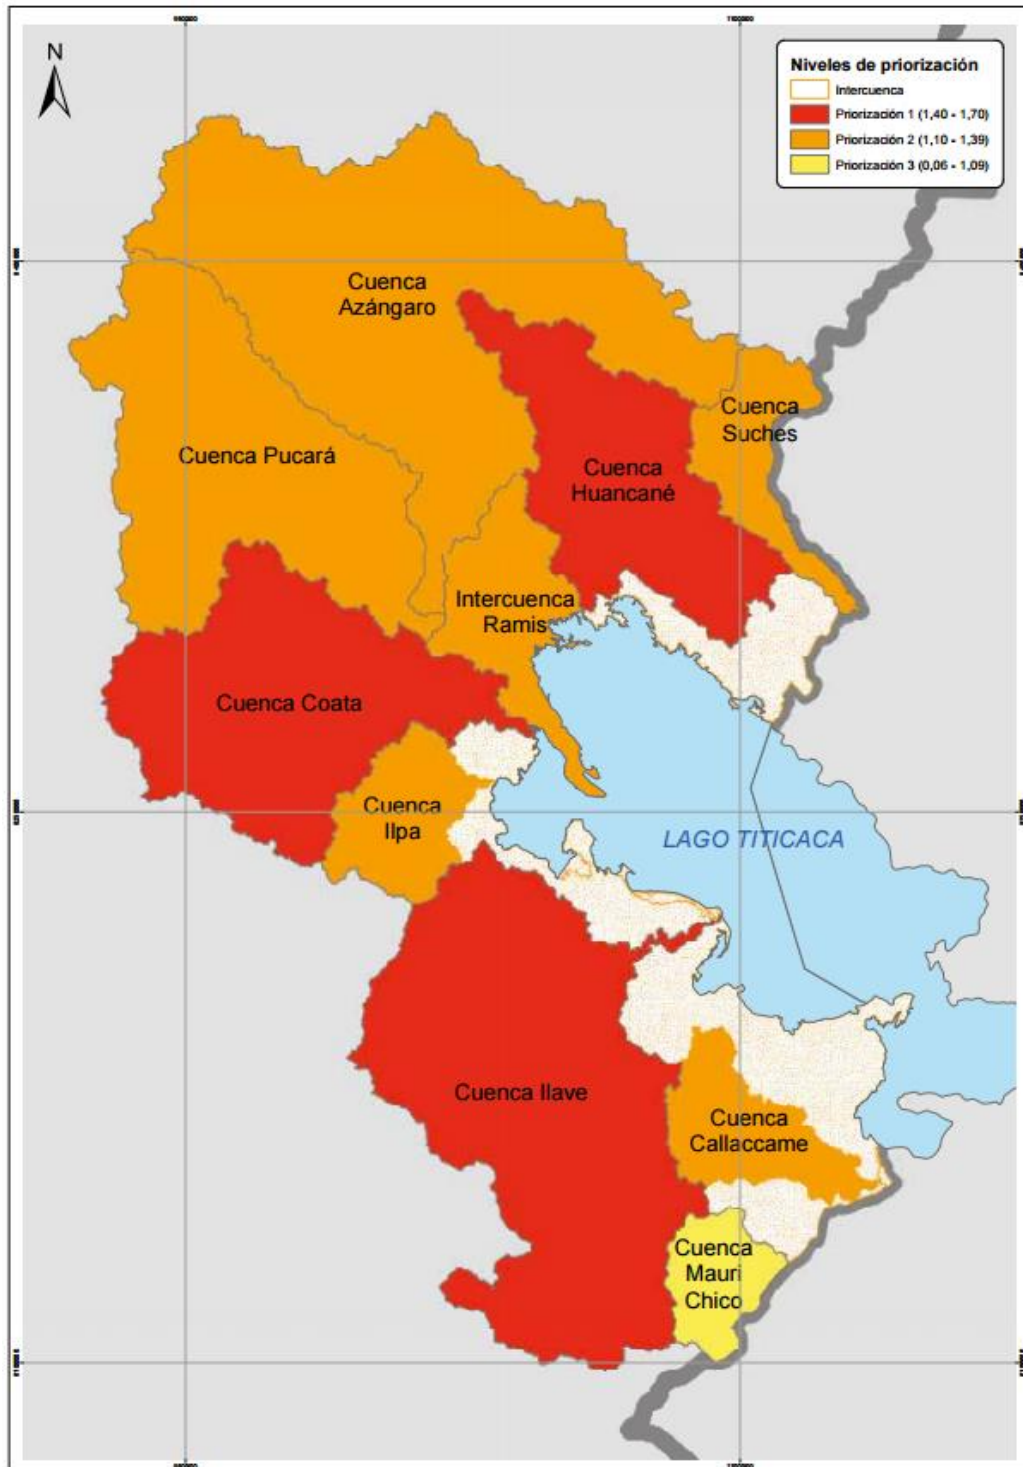 N
Niveles de priorización
Intercuenca
Priorización 1 (1,40 - 1,70)
Priorización 2 (1,10 - 1,39)
Priorización 3 (0,06 - 1,09)
Cuenca
Azángaro
Cuenca
Suches
Cuenca Pucará
Cuenca
Huancané
Intercuenca
Ramis
Cuenca Coata
Cuenca
Ilpa
LAGO TITICACA
Cuenca Ilave
Cuenca
Callaccame
Cuenca
Mauri
Chico